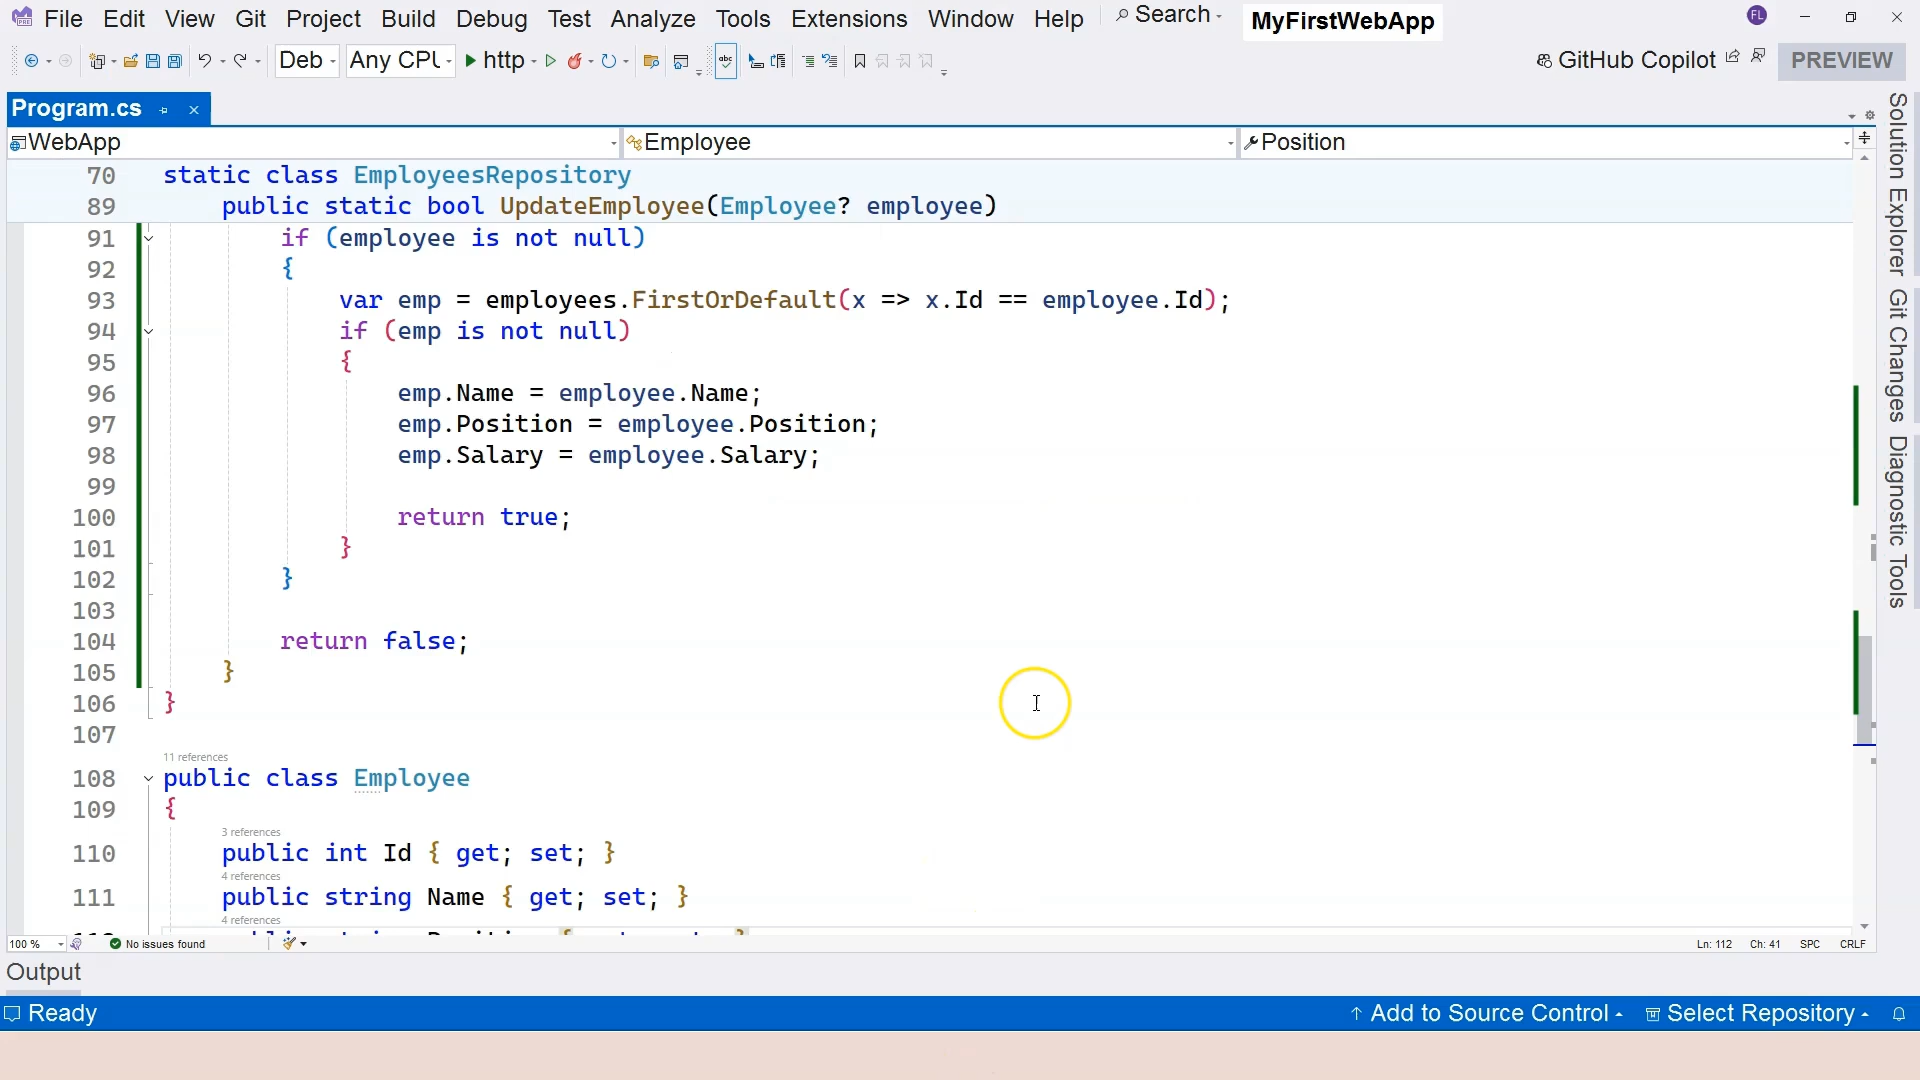 File Edit View Git Project Build Debug Test Analyze Tools Extensions Window Help Search MyFirstWebApp FL
Deb Any CPU http GitHub Copilot PREVIEW
Program.cs
WebApp Employee Position
70 static class EmployeesRepository
89 public static bool UpdateEmployee(Employee? employee)
91 if (employee is not null)
92 {
93 var emp = employees.FirstOrDefault(x => x.Id == employee.Id);
94 if (emp is not null)
95 {
96 emp.Name = employee.Name;
97 emp.Position = employee.Position;
98 emp.Salary = employee.Salary;
99
100 return true;
101 }
102 }
103
104 return false;
105 }
106 }
107
11 references
108 public class Employee
109 {
3 references
110 public int Id { get; set; }
4 references
111 public string Name { get; set; }
4 references
100 % No issues found Ln: 112 Ch: 41 SPC CRLF
Output
Ready Add to Source Control Select Repository
Solution Explorer
Git Changes
Diagnostic Tools